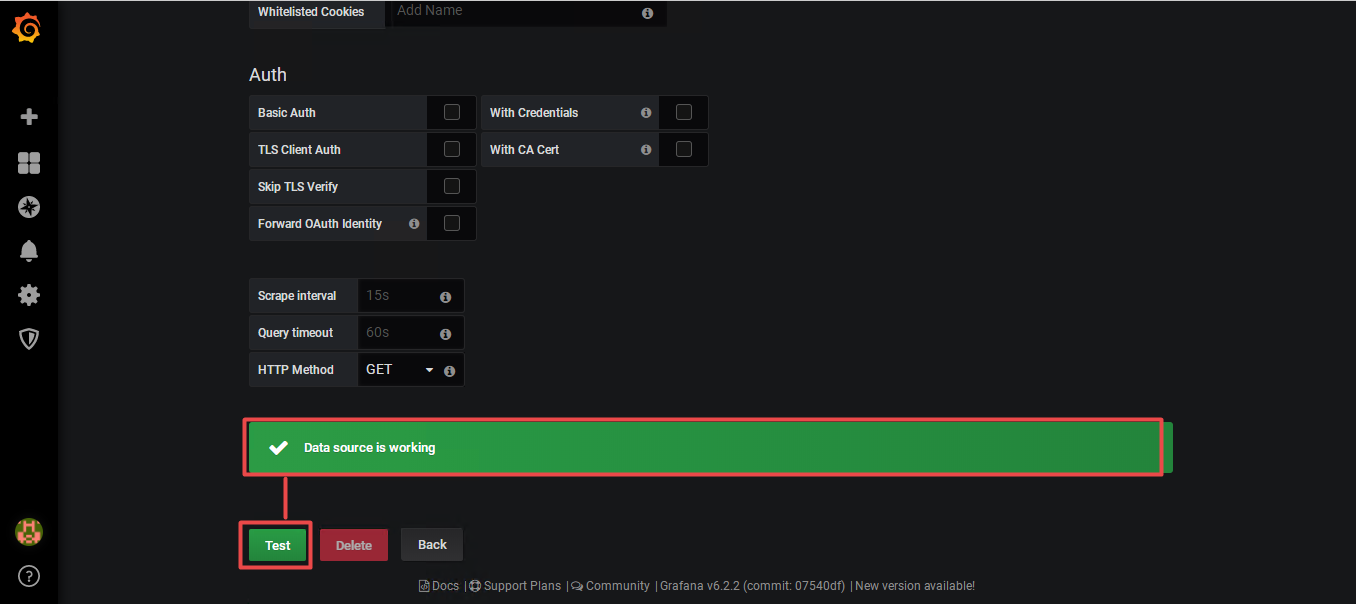 Whitelisted Cookies Add Name
Auth
Basic Auth With Credentials
TLS Client Auth With CA Cert
Skip TLS Verify
Forward OAuth Identity
Scrape interval 15s
Query timeout 60s
HTTP Method GET
Data source is working
Test Delete Back
Docs | Support Plans | Community | Grafana v6.2.2 (commit: 07540df) | New version available!